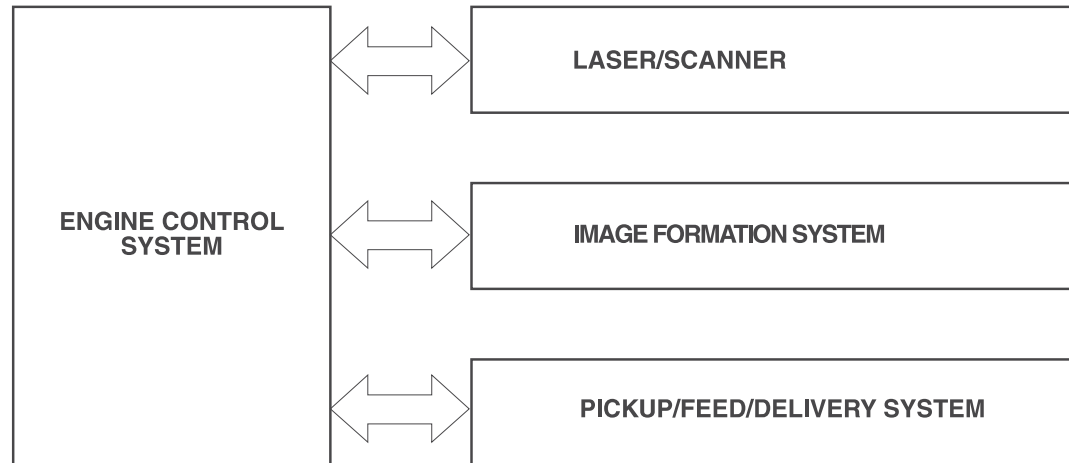 LASER/SCANNER
ENGINE CONTROL
SYSTEM
IMAGE FORMATION SYSTEM
PICKUP/FEED/DELIVERY SYSTEM